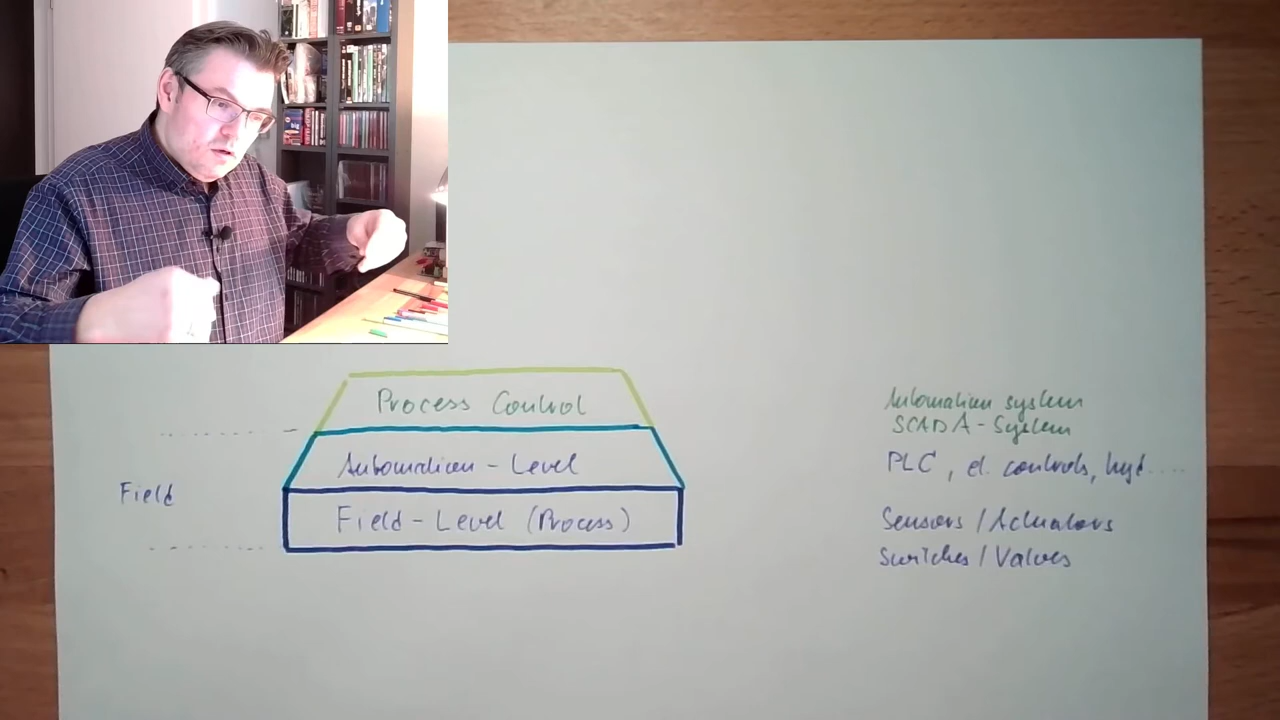 Process Control
Automation system
SCADA-System
Automation-Level
PLC, el. controls, hyd.....
Field
Field-Level (Process)
Sensors / Actuators
Switches / Valves